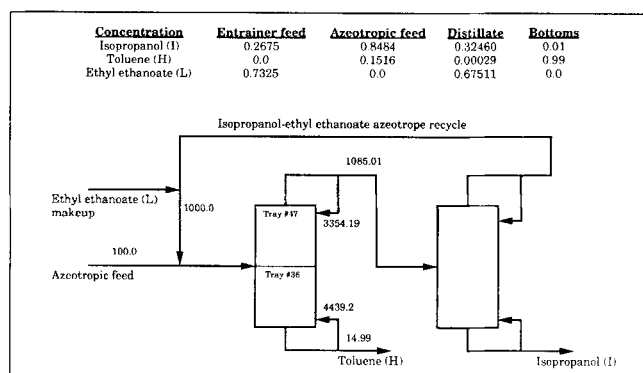 Concentration Entrainer feed Azeotropic feed Distillate Bottoms
Isopropanol (I) 0.2675 0.8484 0.32460 0.01
Toluene (H) 0.0 0.1516 0.00029 0.99
Ethyl ethanoate (L) 0.7325 0.0 0.67511 0.0
Isopropanol-ethyl ethanoate azeotrope recycle
1085.01
Ethyl ethanoate (L)
makeup
1000.0
Tray #47
3354.19
100.0
Azeotropic feed
Tray #36
4439.2
14.99
Toluene (H)
Isopropanol (I)